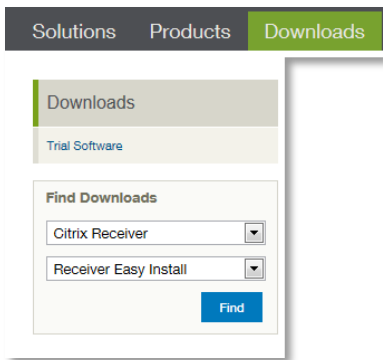 Solutions Products Downloads
Downloads
Trial Software
Find Downloads
Citrix Receiver
Receiver Easy Install
Find